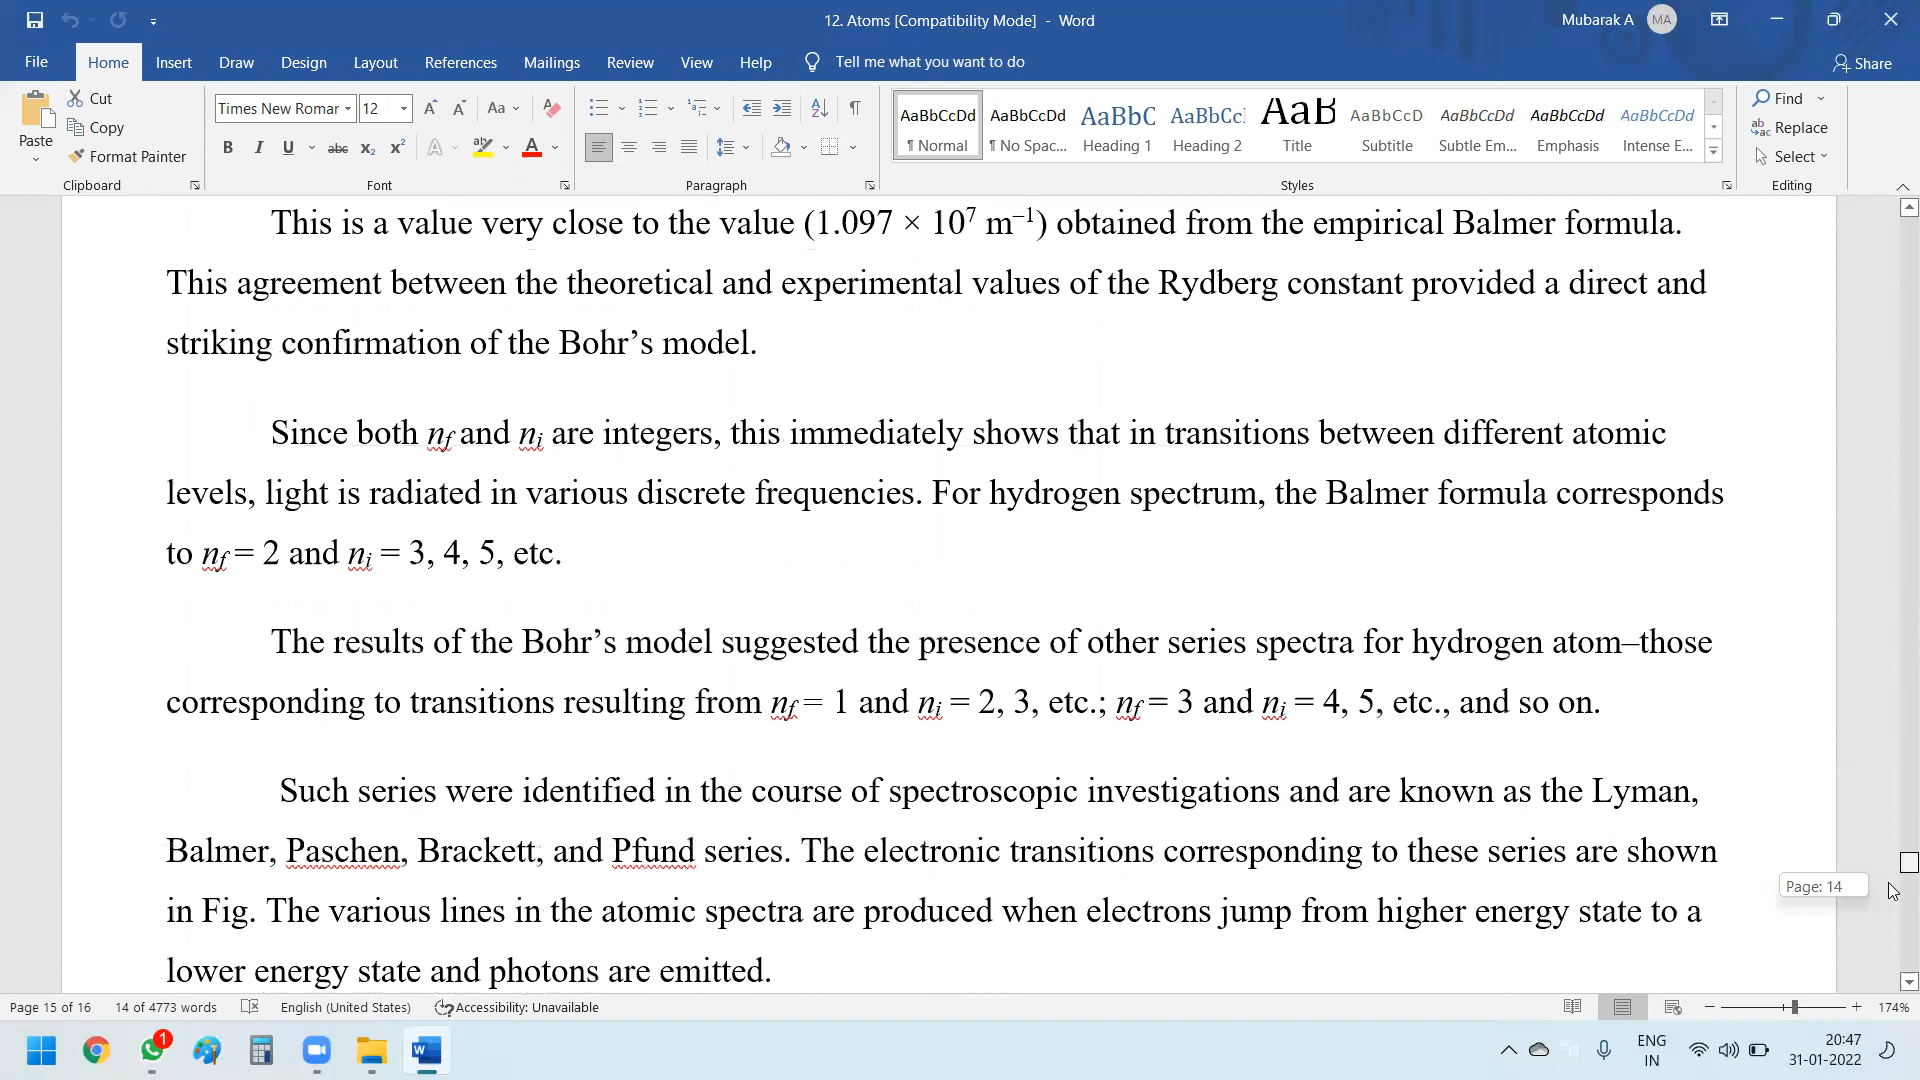 12. Atoms [Compatibility Mode] - Word
Mubarak A
MA
File
Home
Insert
Draw
Design
Layout
References
Mailings
Review
View
Help
Tell me what you want to do
Share
Paste
Cut
Copy
Format Painter
Clipboard
Times New Romar
12
Font
Paragraph
AaBbCcDd
¶ Normal
AaBbCcDd
¶ No Spac...
AaBbC
Heading 1
AaBbCc
Heading 2
AaB
Title
AaBbCcD
Subtitle
AaBbCcDd
Subtle Em...
AaBbCcDd
Emphasis
AaBbCcDd
Intense E...
Styles
Find
Replace
Select
Editing
This is a value very close to the value (1.097 × 10⁷ m⁻¹) obtained from the empirical Balmer formula.
This agreement between the theoretical and experimental values of the Rydberg constant provided a direct and
striking confirmation of the Bohr’s model.
Since both n_f and n_i are integers, this immediately shows that in transitions between different atomic
levels, light is radiated in various discrete frequencies. For hydrogen spectrum, the Balmer formula corresponds
to n_f = 2 and n_i = 3, 4, 5, etc.
The results of the Bohr’s model suggested the presence of other series spectra for hydrogen atom–those
corresponding to transitions resulting from n_f = 1 and n_i = 2, 3, etc.; n_f = 3 and n_i = 4, 5, etc., and so on.
Such series were identified in the course of spectroscopic investigations and are known as the Lyman,
Balmer, Paschen, Brackett, and Pfund series. The electronic transitions corresponding to these series are shown
in Fig. The various lines in the atomic spectra are produced when electrons jump from higher energy state to a
lower energy state and photons are emitted.
Page: 14
Page 15 of 16
14 of 4773 words
English (United States)
Accessibility: Unavailable
174%
1
ENG
IN
20:47
31-01-2022